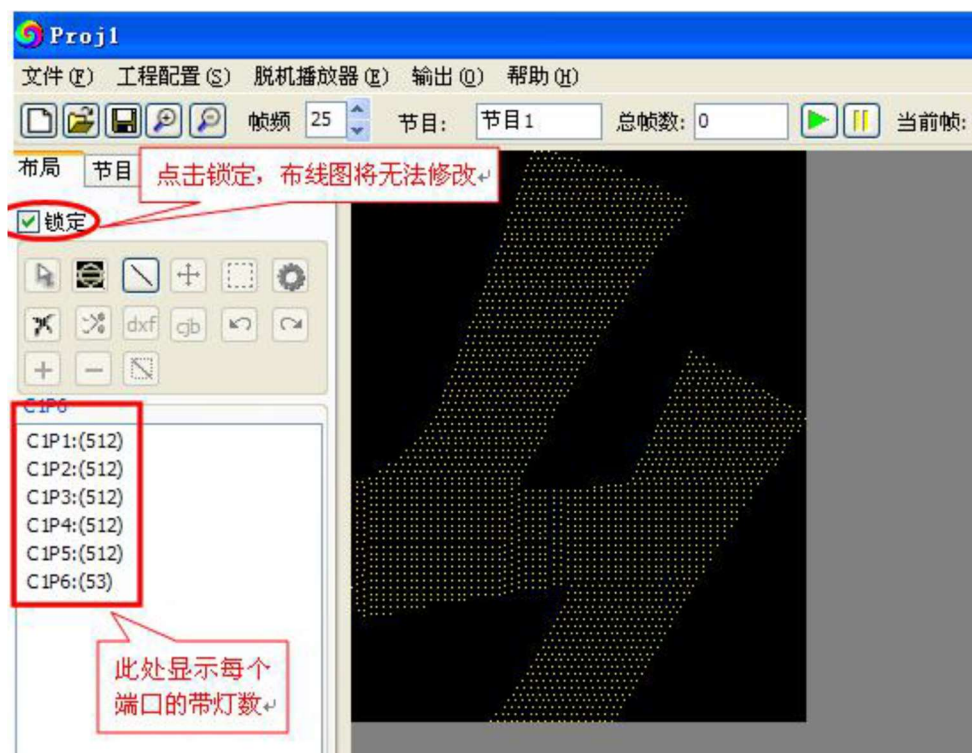 Proj1
文件(F) 工程配置(S) 脱机播放器(E) 输出(O) 帮助(H)
帧频 25 节目: 节目1 总帧数: 0 当前帧:
布局 节目
点击锁定，布线图将无法修改
锁定
dxf cjb
C1P6
C1P1:(512)
C1P2:(512)
C1P3:(512)
C1P4:(512)
C1P5:(512)
C1P6:(53)
此处显示每个
端口的带灯数